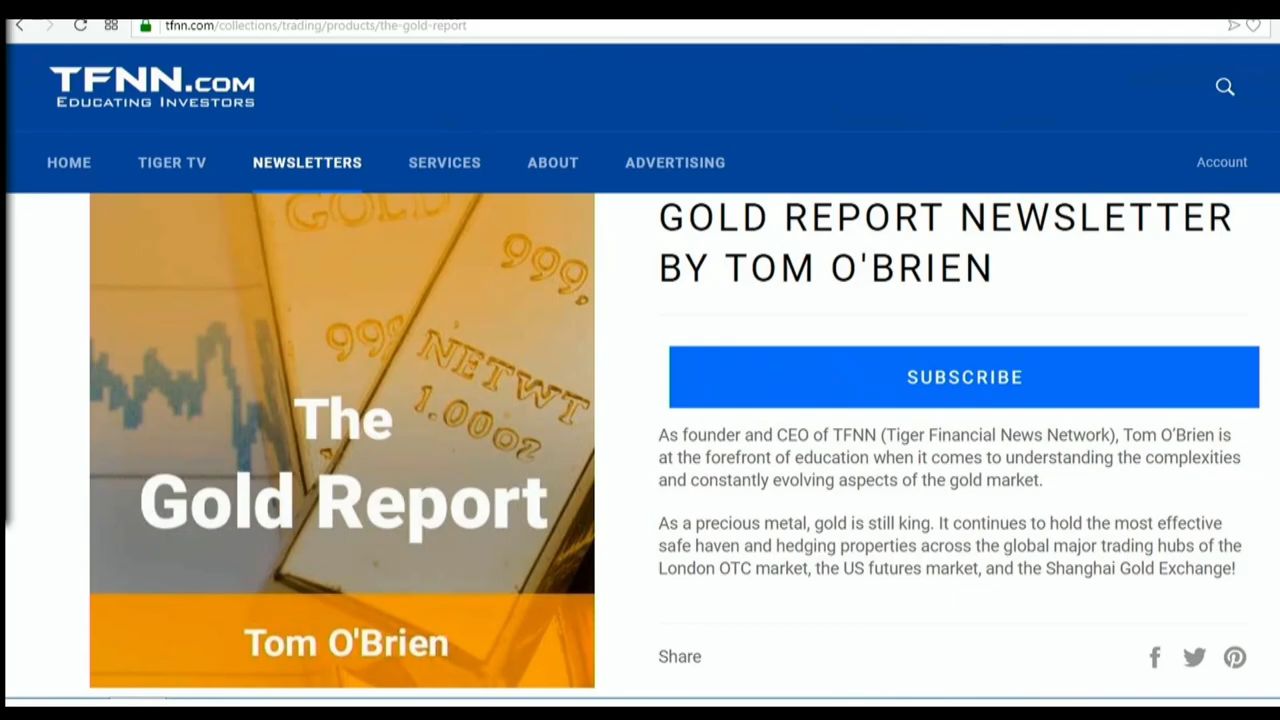 tfnn.com/collections/trading/products/the-gold-report
TFNN.COM
EDUCATING INVESTORS
HOME
TIGER TV
NEWSLETTERS
SERVICES
ABOUT
ADVERTISING
Account
GOLD
999.
999
NETWT
1.00OZ
The
Gold Report
Tom O'Brien
GOLD REPORT NEWSLETTER
BY TOM O'BRIEN
SUBSCRIBE
As founder and CEO of TFNN (Tiger Financial News Network), Tom O’Brien is
at the forefront of education when it comes to understanding the complexities
and constantly evolving aspects of the gold market.
As a precious metal, gold is still king. It continues to hold the most effective
safe haven and hedging properties across the global major trading hubs of the
London OTC market, the US futures market, and the Shanghai Gold Exchange!
Share